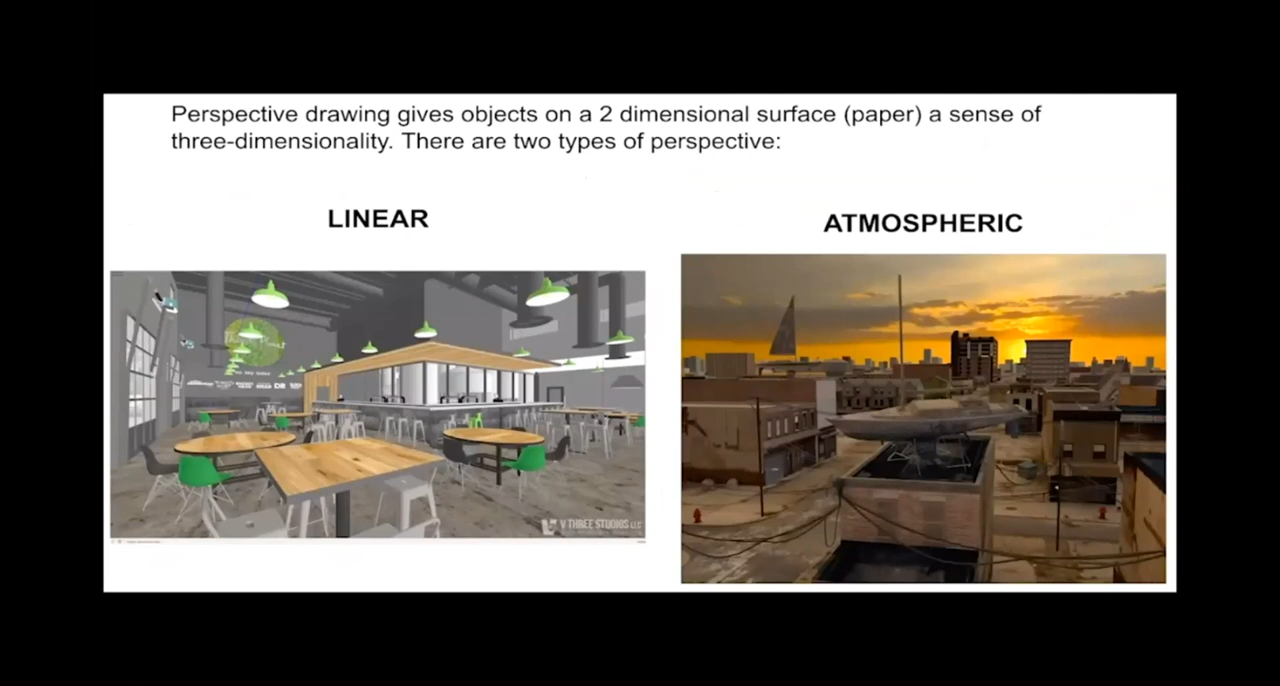 Perspective drawing gives objects on a 2 dimensional surface (paper) a sense of
three-dimensionality. There are two types of perspective:
LINEAR
ATMOSPHERIC
V THREE STUDIOS LLC